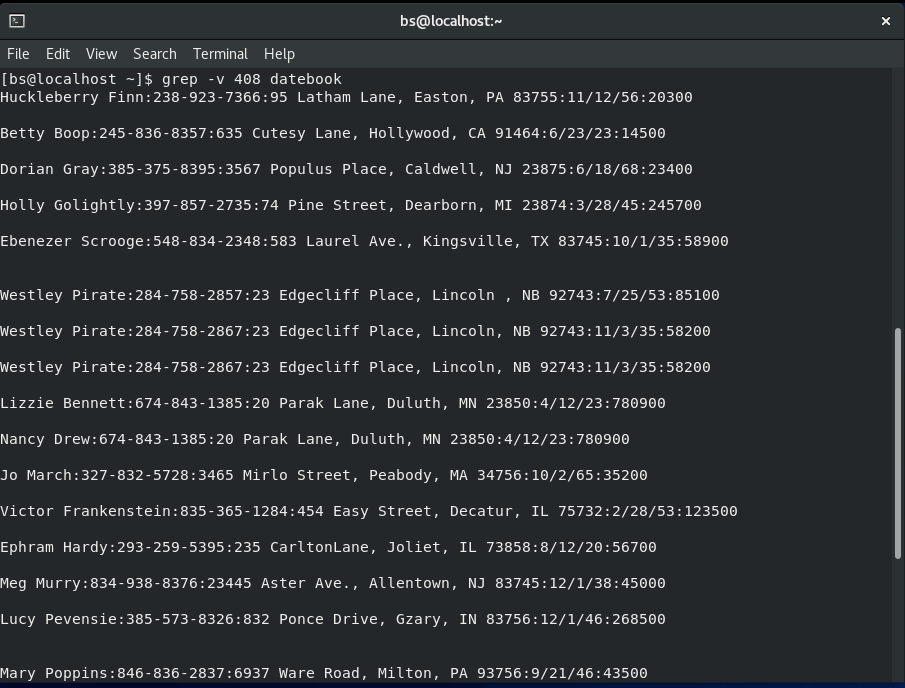 bs@localhost:~
File Edit View Search Terminal Help
[bs@localhost ~]$ grep -v 408 datebook
Huckleberry Finn:238-923-7366:95 Latham Lane, Easton, PA 83755:11/12/56:20300
Betty Boop:245-836-8357:635 Cutesy Lane, Hollywood, CA 91464:6/23/23:14500
Dorian Gray:385-375-8395:3567 Populus Place, Caldwell, NJ 23875:6/18/68:23400
Holly Golightly:397-857-2735:74 Pine Street, Dearborn, MI 23874:3/28/45:245700
Ebenezer Scrooge:548-834-2348:583 Laurel Ave., Kingsville, TX 83745:10/1/35:58900
Westley Pirate:284-758-2857:23 Edgecliff Place, Lincoln , NB 92743:7/25/53:85100
Westley Pirate:284-758-2867:23 Edgecliff Place, Lincoln, NB 92743:11/3/35:58200
Westley Pirate:284-758-2867:23 Edgecliff Place, Lincoln, NB 92743:11/3/35:58200
Lizzie Bennett:674-843-1385:20 Parak Lane, Duluth, MN 23850:4/12/23:780900
Nancy Drew:674-843-1385:20 Parak Lane, Duluth, MN 23850:4/12/23:780900
Jo March:327-832-5728:3465 Mirlo Street, Peabody, MA 34756:10/2/65:35200
Victor Frankenstein:835-365-1284:454 Easy Street, Decatur, IL 75732:2/28/53:123500
Ephram Hardy:293-259-5395:235 CarltonLane, Joliet, IL 73858:8/12/20:56700
Meg Murry:834-938-8376:23445 Aster Ave., Allentown, NJ 83745:12/1/38:45000
Lucy Pevensie:385-573-8326:832 Ponce Drive, Gzary, IN 83756:12/1/46:268500
Mary Poppins:846-836-2837:6937 Ware Road, Milton, PA 93756:9/21/46:43500